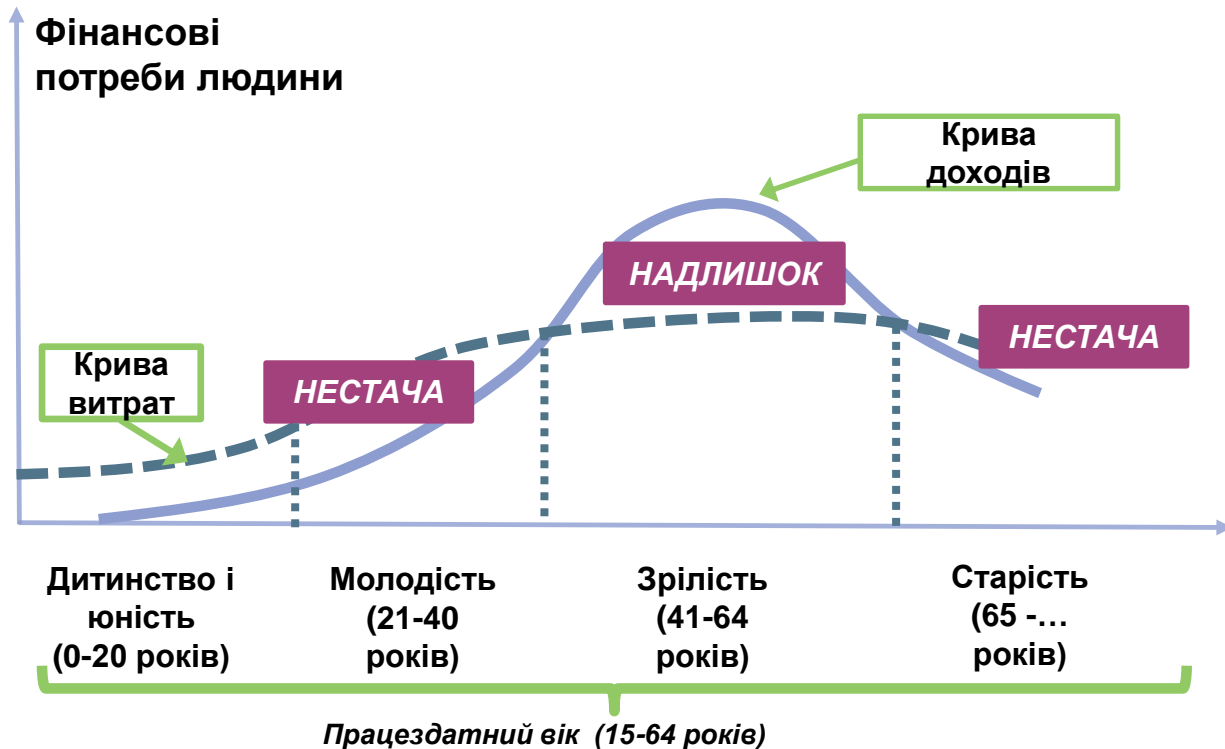 Фінансові
потреби людини
Крива
доходів
НАДЛИШОК
НЕСТАЧА
Крива
витрат
НЕСТАЧА
Дитинство і
юність
(0-20 років)
Молодість
(21-40
років)
Зрілість
(41-64
років)
Старість
(65 -…
років)
Працездатний вік (15-64 років)